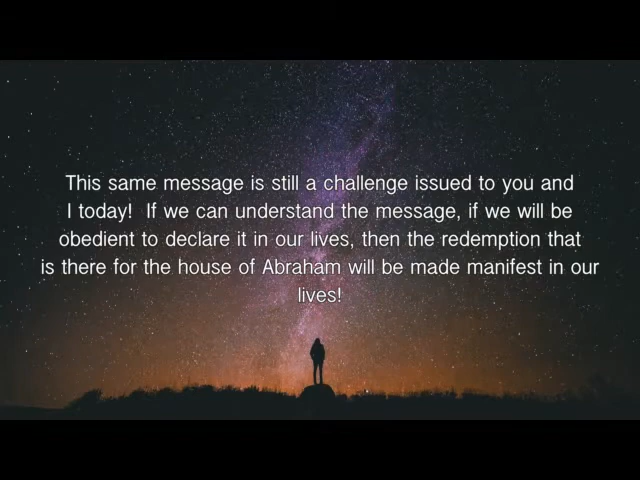 This same message is still a challenge issued to you and
I today!  If we can understand the message, if we will be
obedient to declare it in our lives, then the redemption that
is there for the house of Abraham will be made manifest in our
lives!